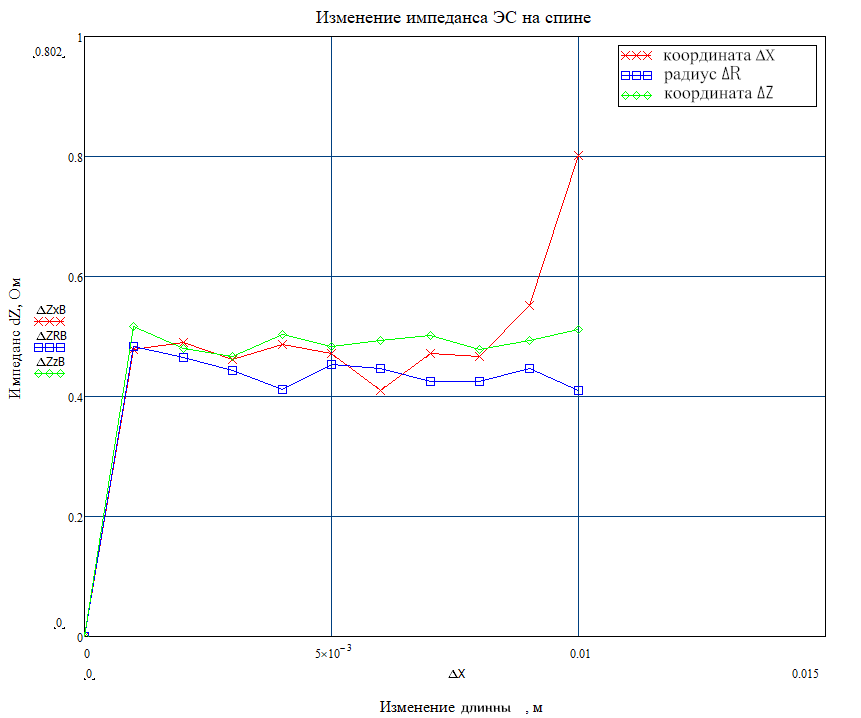 Изменение импеданса ЭС на спине
1
0.802
координата ΔX
радиус ΔR
координата ΔZ
0.8
0.6
Импеданс dZ, Ом
ΔZxB
ΔZRB
ΔZzB
0.4
0.2
0
0
0 5×10⁻³ 0.01
0 ΔX 0.015
Изменение длинны , м